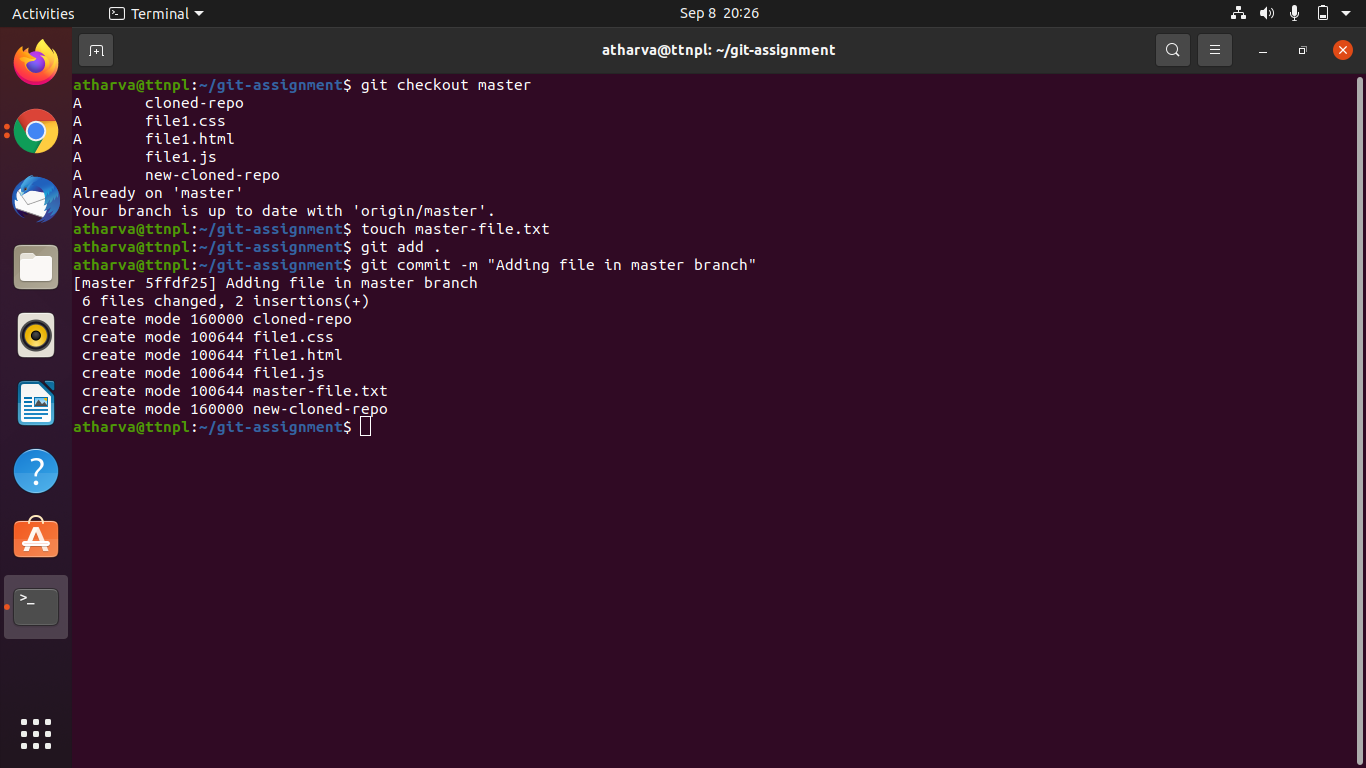 Activities Terminal Sep 8 20:26
atharva@ttnpl: ~/git-assignment
atharva@ttnpl:~/git-assignment$ git checkout master
A       cloned-repo
A       file1.css
A       file1.html
A       file1.js
A       new-cloned-repo
Already on 'master'
Your branch is up to date with 'origin/master'.
atharva@ttnpl:~/git-assignment$ touch master-file.txt
atharva@ttnpl:~/git-assignment$ git add .
atharva@ttnpl:~/git-assignment$ git commit -m "Adding file in master branch"
[master 5ffdf25] Adding file in master branch
 6 files changed, 2 insertions(+)
 create mode 160000 cloned-repo
 create mode 100644 file1.css
 create mode 100644 file1.html
 create mode 100644 file1.js
 create mode 100644 master-file.txt
 create mode 160000 new-cloned-repo
atharva@ttnpl:~/git-assignment$